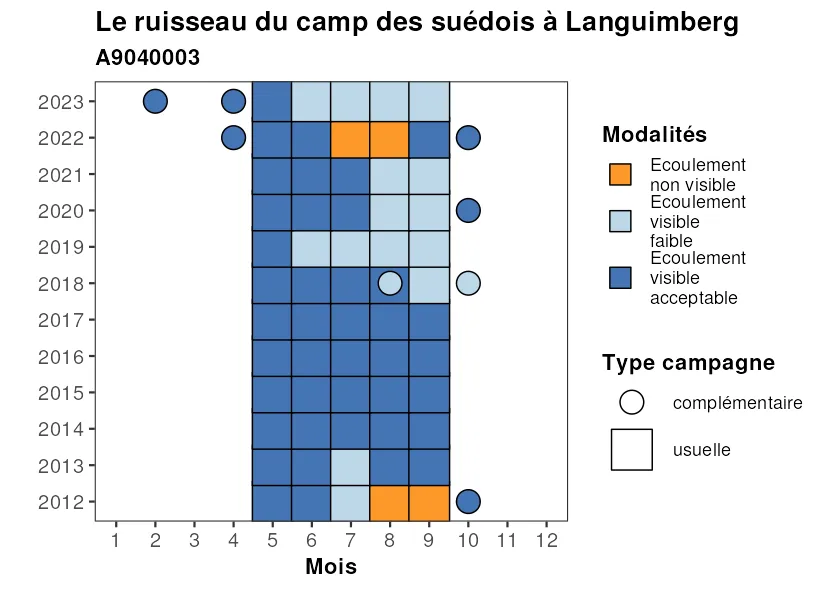 Le ruisseau du camp des suédois à Languimberg
A9040003
2023
2022
2021
2020
2019
2018
2017
2016
2015
2014
2013
2012
1 2 3 4 5 6 7 8 9 10 11 12
Mois
Modalités
Ecoulement
non visible
Ecoulement
visible
faible
Ecoulement
visible
acceptable
Type campagne
complémentaire
usuelle